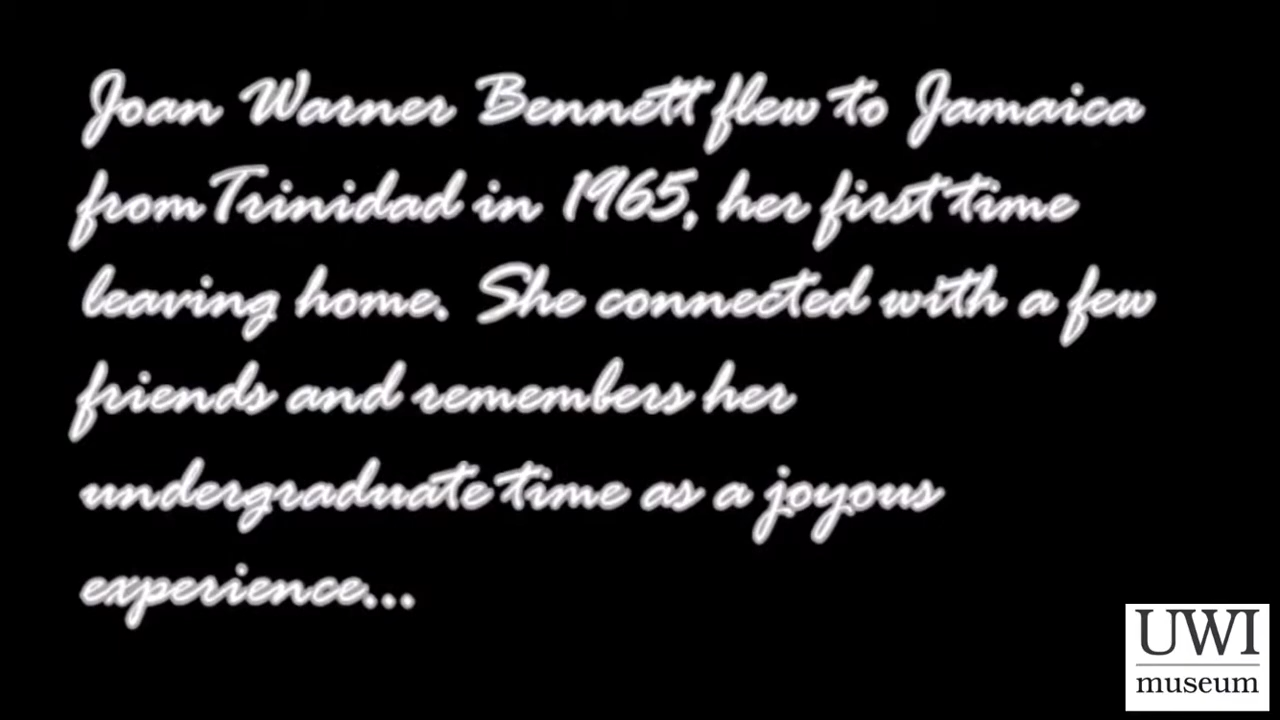 Joan Warner Bennett flew to Jamaica
from Trinidad in 1965, her first time
leaving home. She connected with a few
friends and remembers her
undergraduate time as a joyous
experience...
UWI
museum